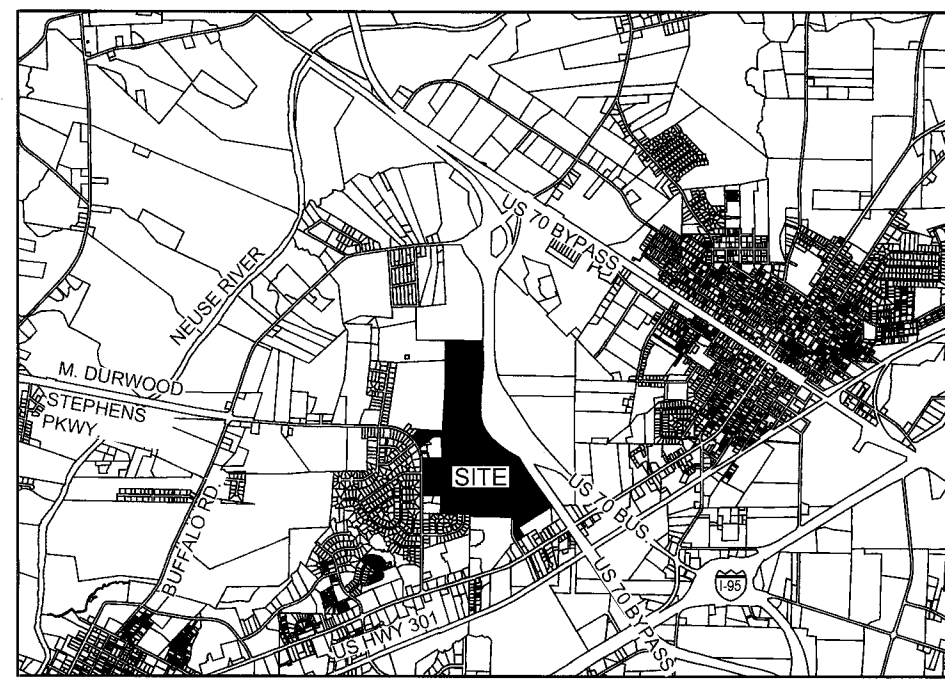 US 70 BYPASS
NEUSE RIVER
M. DURWOOD
STEPHENS
PKWY.
SITE
US 70 BUS.
BUFFALO RD.
I-95
US 70 BYPASS
US HWY 301